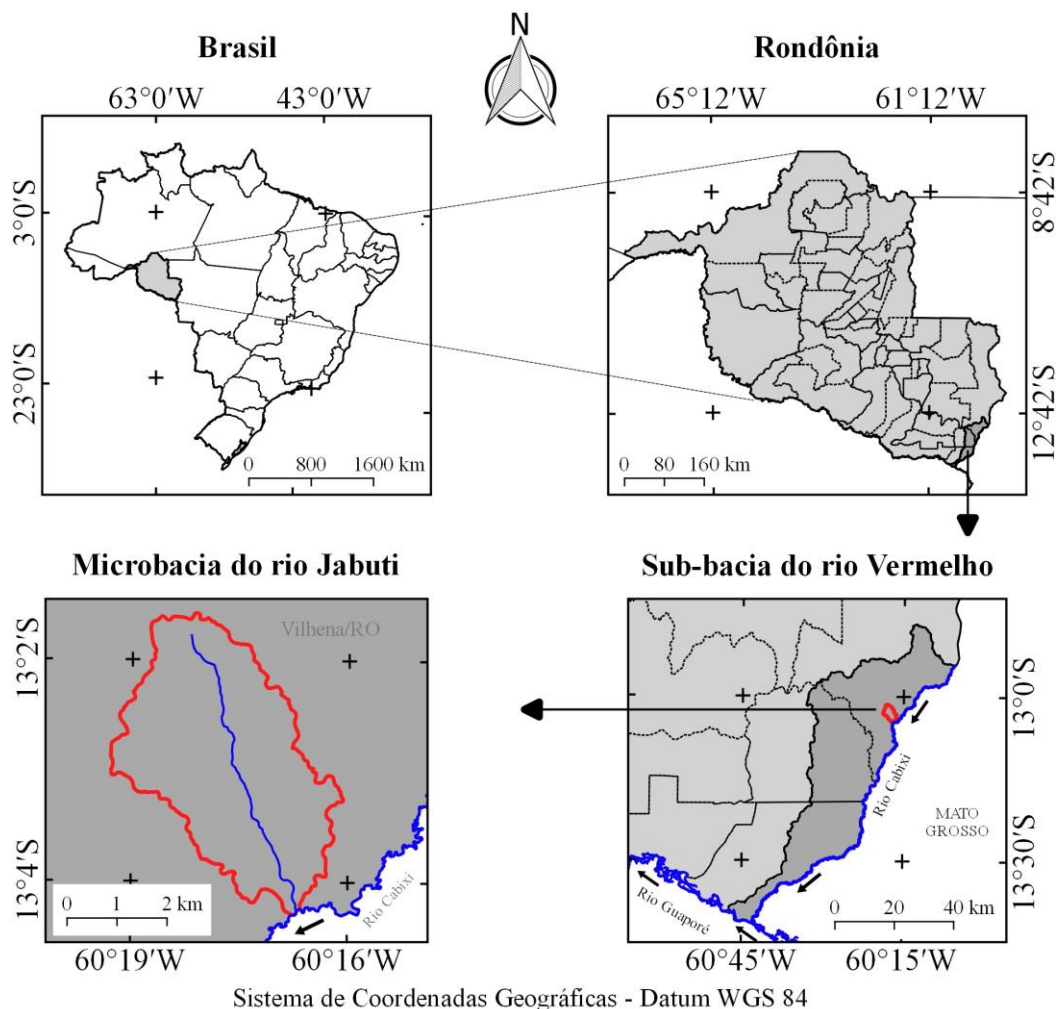 Brasil
N
Rondônia
63°0'W 43°0'W
65°12'W 61°12'W
3°0'S
23°0'S
8°42'S
12°42'S
0 800 1600 km
0 80 160 km
Microbacia do rio Jabuti
Sub-bacia do rio Vermelho
Vilhena/RO
13°2'S
13°4'S
Rio Cabixi
0 1 2 km
60°19'W 60°16'W
13°0'S
13°30'S
Rio Cabixi
MATO
GROSSO
Rio Guaporé
0 20 40 km
60°45'W 60°15'W
Sistema de Coordenadas Geográficas - Datum WGS 84